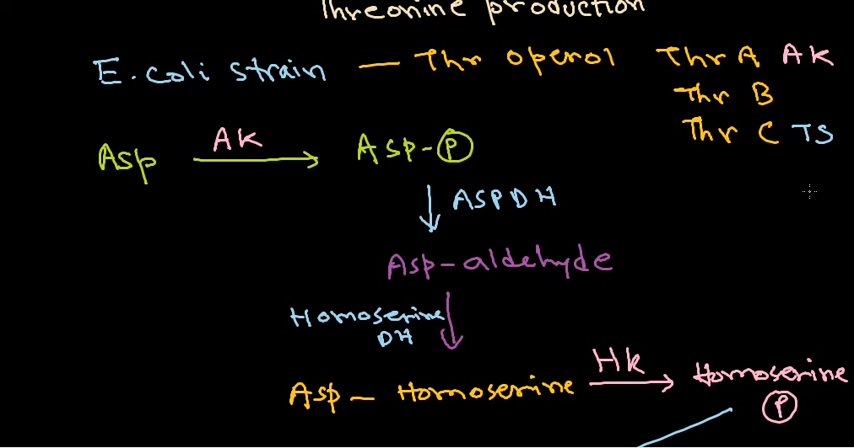 Threonine production
E. coli strain — Thr operol Thr A AK
Thr B
Thr C TS
Asp AK Asp-P
ASPDH
Asp-aldehyde
Homoserine
DH
Asp- Homoserine Hk Homoserine
P